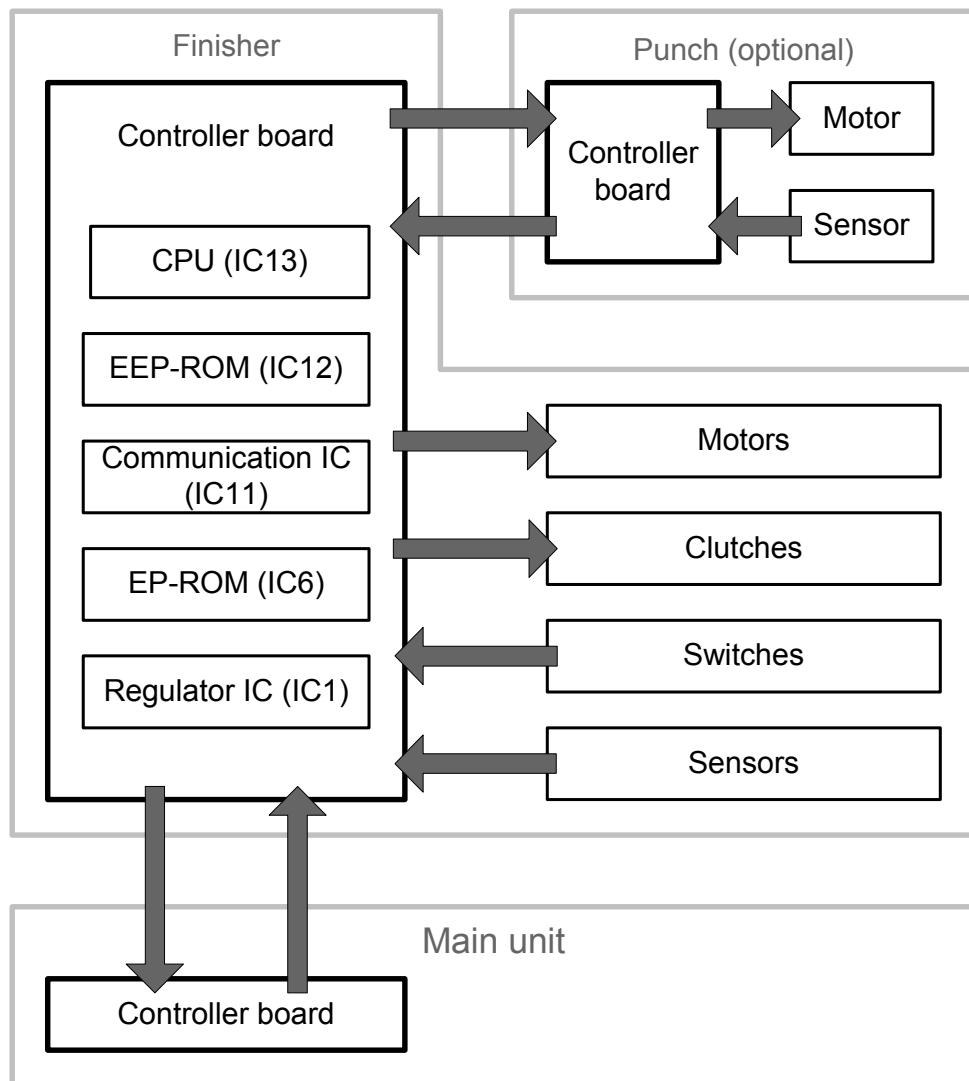 Finisher
Punch (optional)
Controller board
Controller
board
Motor
Sensor
CPU (IC13)
EEP-ROM (IC12)
Communication IC
(IC11)
EP-ROM (IC6)
Regulator IC (IC1)
Motors
Clutches
Switches
Sensors
Main unit
Controller board